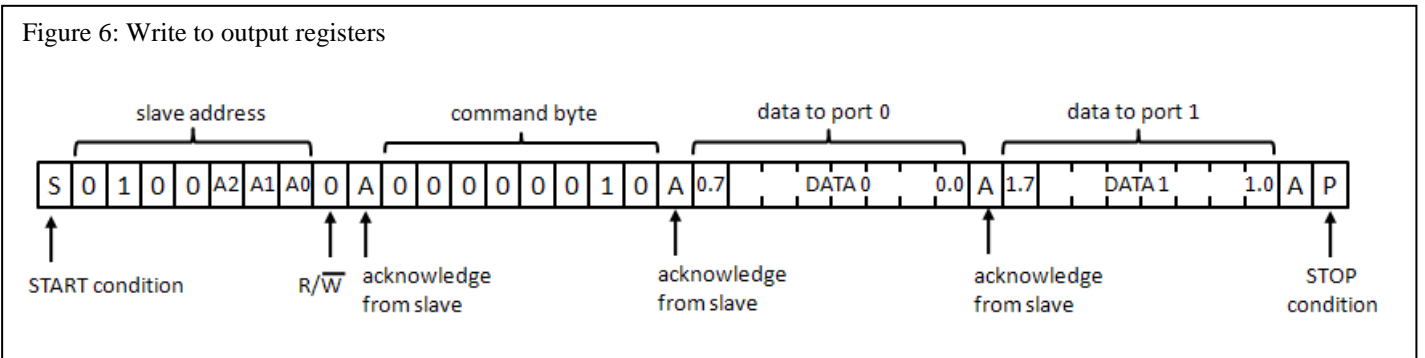 Figure 6: Write to output registers
slave address command byte data to port 0 data to port 1
S 0 1 0 0 A2 A1 A0 0 A 0 0 0 0 0 0 1 0 A 0.7 DATA 0 0.0 A 1.7 DATA 1 1.0 A P
START condition R/W̅ acknowledge from slave acknowledge from slave acknowledge from slave STOP condition